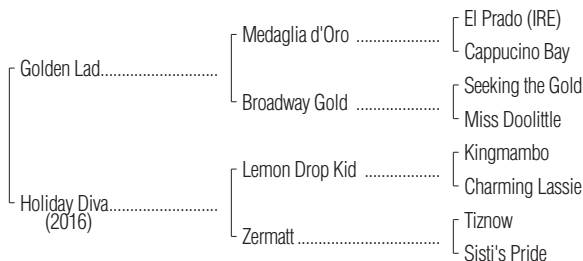 El Prado (IRE)
Medaglia d'Oro ....................
Cappucino Bay
Golden Lad.........................
Seeking the Gold
Broadway Gold ....................
Miss Doolittle
Kingmambo
Lemon Drop Kid ..................
Charming Lassie
Holiday Diva.......................
(2016)
Tiznow
Zermatt ..............................
Sisti's Pride